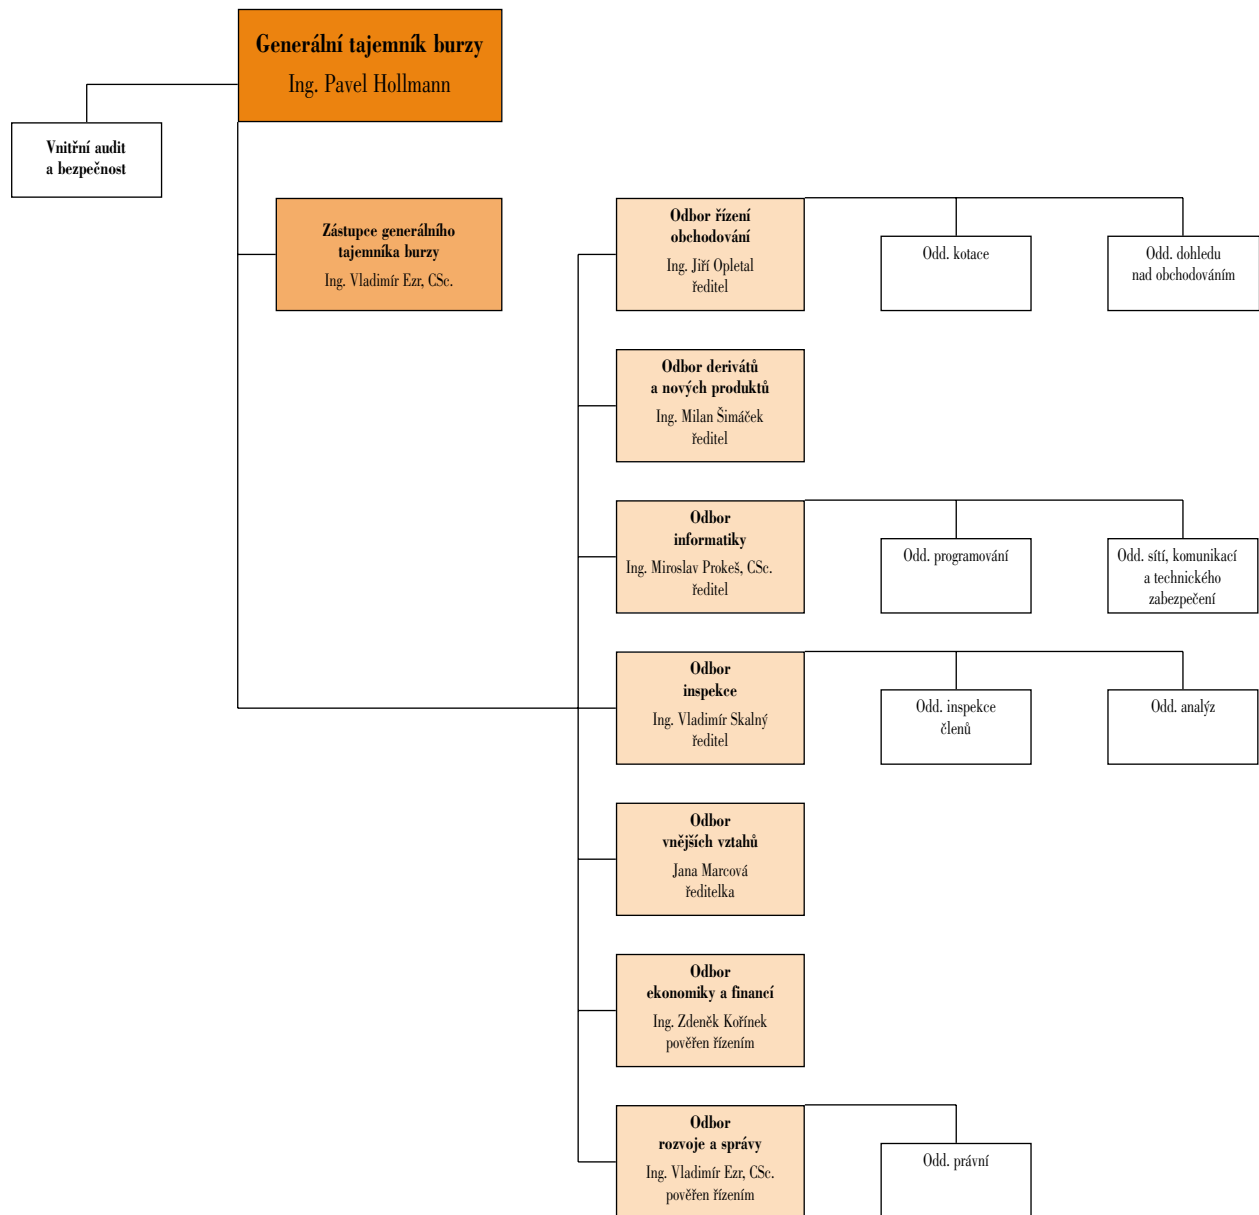 Generální tajemník burzy
Ing. Pavel Hollmann
Vnitřní audit
a bezpečnost
Zástupce generálního
tajemníka burzy
Ing. Vladimír Ezr, CSc.
Odbor řízení
obchodování
Ing. Jiří Opletal
ředitel
Odd. kotace
Odd. dohledu
nad obchodováním
Odbor derivátů
a nových produktů
Ing. Milan Šimáček
ředitel
Odbor
informatiky
Ing. Miroslav Prokeš, CSc.
ředitel
Odd. programování
Odd. sítí, komunikací
a technického
zabezpečení
Odbor
inspekce
Ing. Vladimír Skalný
ředitel
Odd. inspekce
členů
Odd. analýz
Odbor
vnějších vztahů
Jana Marcová
ředitelka
Odbor
ekonomiky a financí
Ing. Zdeněk Kořínek
pověřen řízením
Odbor
rozvoje a správy
Ing. Vladimír Ezr, CSc.
pověřen řízením
Odd. právní